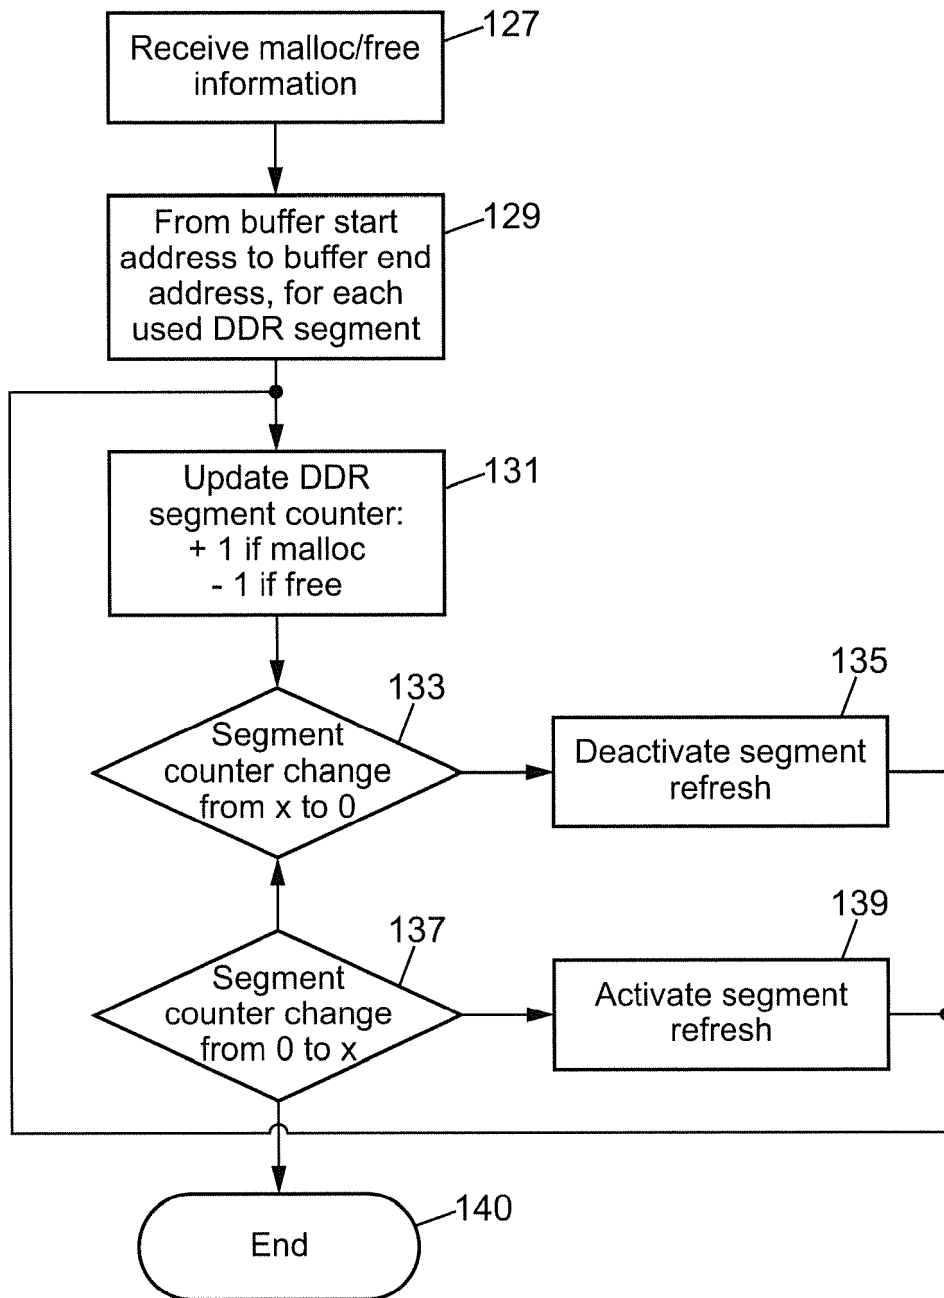 127
Receive malloc/free
information
129
From buffer start
address to buffer end
address, for each
used DDR segment
131
Update DDR
segment counter:
+ 1 if malloc
- 1 if free
133
Segment
counter change
from x to 0
135
Deactivate segment
refresh
137
Segment
counter change
from 0 to x
139
Activate segment
refresh
End
140